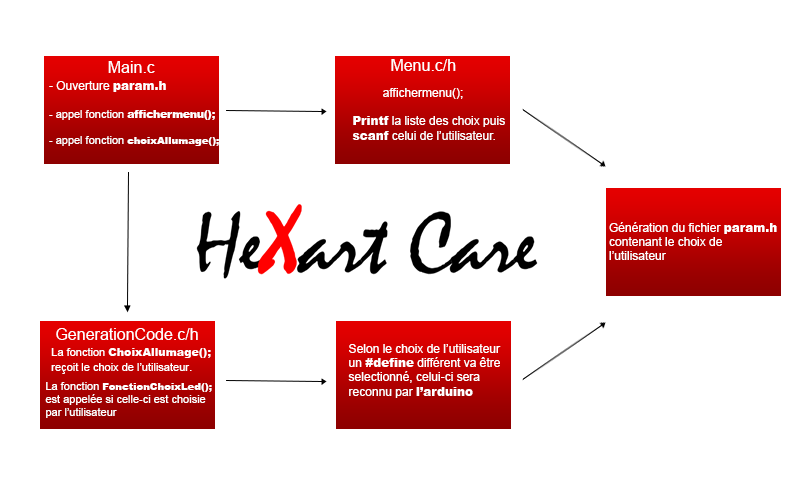 Main.c
- Ouverture param.h
- appel fonction affichermenu();
- appel fonction choixAllumage();
Menu.c/h
affichermenu();
Printf la liste des choix puis
scanf celui de l'utilisateur.
Génération du fichier param.h
contenant le choix de
l'utilisateur
HeXart Care
GenerationCode.c/h
La fonction ChoixAllumage();
reçoit le choix de l'utilisateur.
La fonction FonctionChoixLed();
est appelée si celle-ci est choisie
par l'utilisateur
Selon le choix de l'utilisateur
un #define différent va être
selectionné, celui-ci sera
reconnu par l'arduino